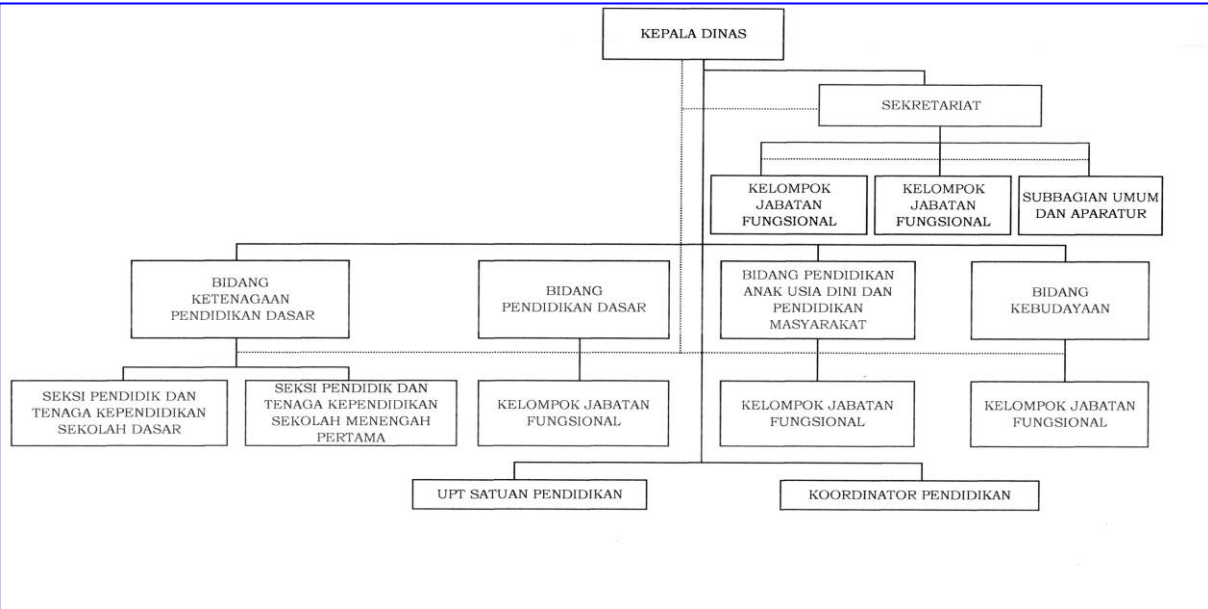 KEPALA DINAS
SEKRETARIAT
KELOMPOK
JABATAN
FUNGSIONAL
KELOMPOK
JABATAN
FUNGSIONAL
SUBBAGIAN UMUM
DAN APARATUR
BIDANG
KETENAGAAN
PENDIDIKAN DASAR
BIDANG
PENDIDIKAN DASAR
BIDANG PENDIDIKAN
ANAK USIA DINI DAN
PENDIDIKAN
MASYARAKAT
BIDANG
KEBUDAYAAN
SEKSI PENDIDIK DAN
TENAGA KEPENDIDIKAN
SEKOLAH DASAR
SEKSI PENDIDIK DAN
TENAGA KEPENDIDIKAN
SEKOLAH MENENGAH
PERTAMA
KELOMPOK JABATAN
FUNGSIONAL
KELOMPOK JABATAN
FUNGSIONAL
KELOMPOK JABATAN
FUNGSIONAL
UPT SATUAN PENDIDIKAN
KOORDINATOR PENDIDIKAN